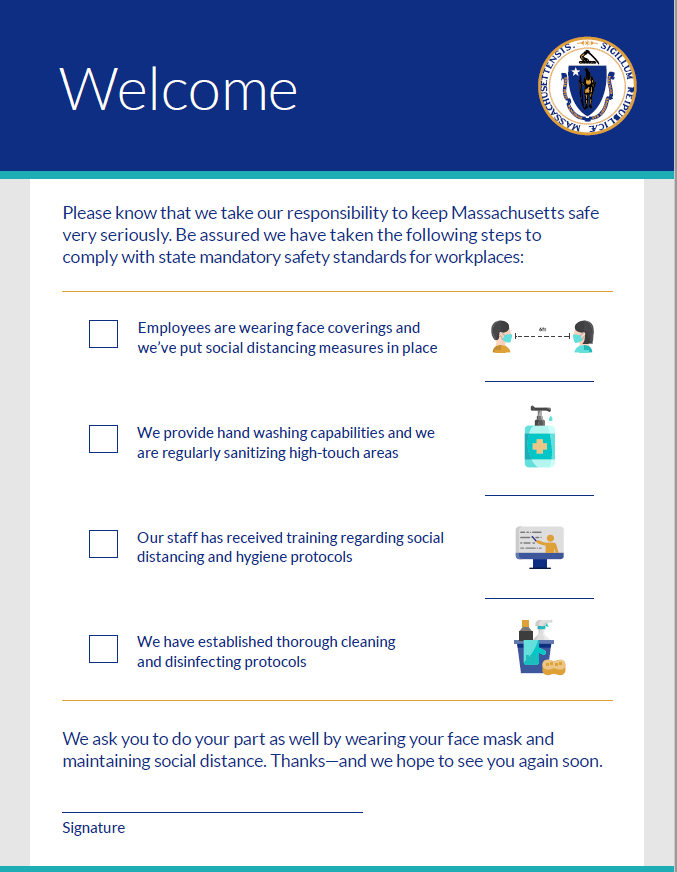 Welcome
MASSACHUSETTENSIS. SIGILLUM REIPUBLICÆ
Please know that we take our responsibility to keep Massachusetts safe
very seriously. Be assured we have taken the following steps to
comply with state mandatory safety standards for workplaces:
Employees are wearing face coverings and
we’ve put social distancing measures in place
6ft
We provide hand washing capabilities and we
are regularly sanitizing high-touch areas
Our staff has received training regarding social
distancing and hygiene protocols
We have established thorough cleaning
and disinfecting protocols
We ask you to do your part as well by wearing your face mask and
maintaining social distance. Thanks—and we hope to see you again soon.
Signature